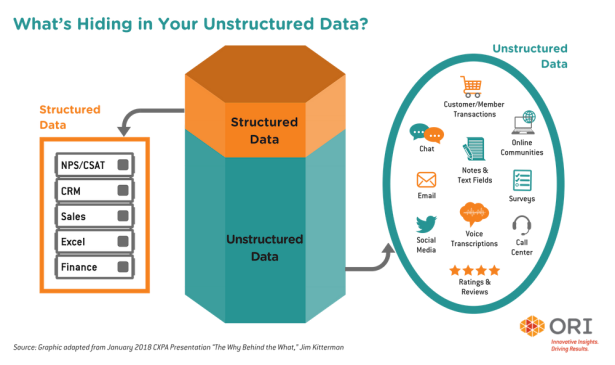 What's Hiding in Your Unstructured Data?
Structured
Data
NPS/CSAT
CRM
Sales
Excel
Finance
Structured
Data
Unstructured
Data
Unstructured
Data
Customer/Member
Transactions
Chat
Online
Communities
Notes &
Text Fields
Email
Surveys
Social
Media
Voice
Transcriptions
Call
Center
Ratings &
Reviews
ORI
Innovative Insights.
Driving Results.
Source: Graphic adapted from January 2018 CXPA Presentation "The Why Behind the What," Jim Kitterman